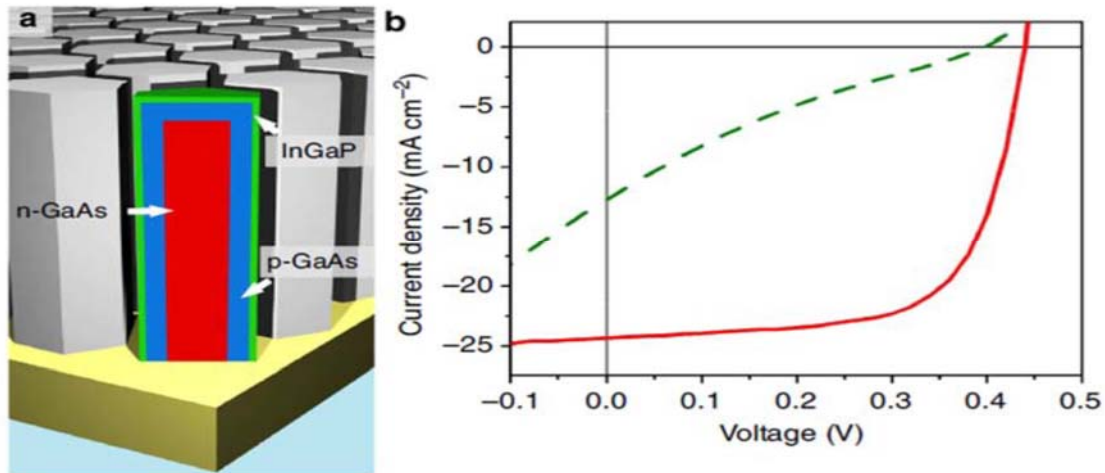 a
InGaP
n-GaAs
p-GaAs
b
Current density (mA cm⁻²)
0
−5
−10
−15
−20
−25
−0.1
0.0
0.1
0.2
0.3
0.4
0.5
Voltage (V)